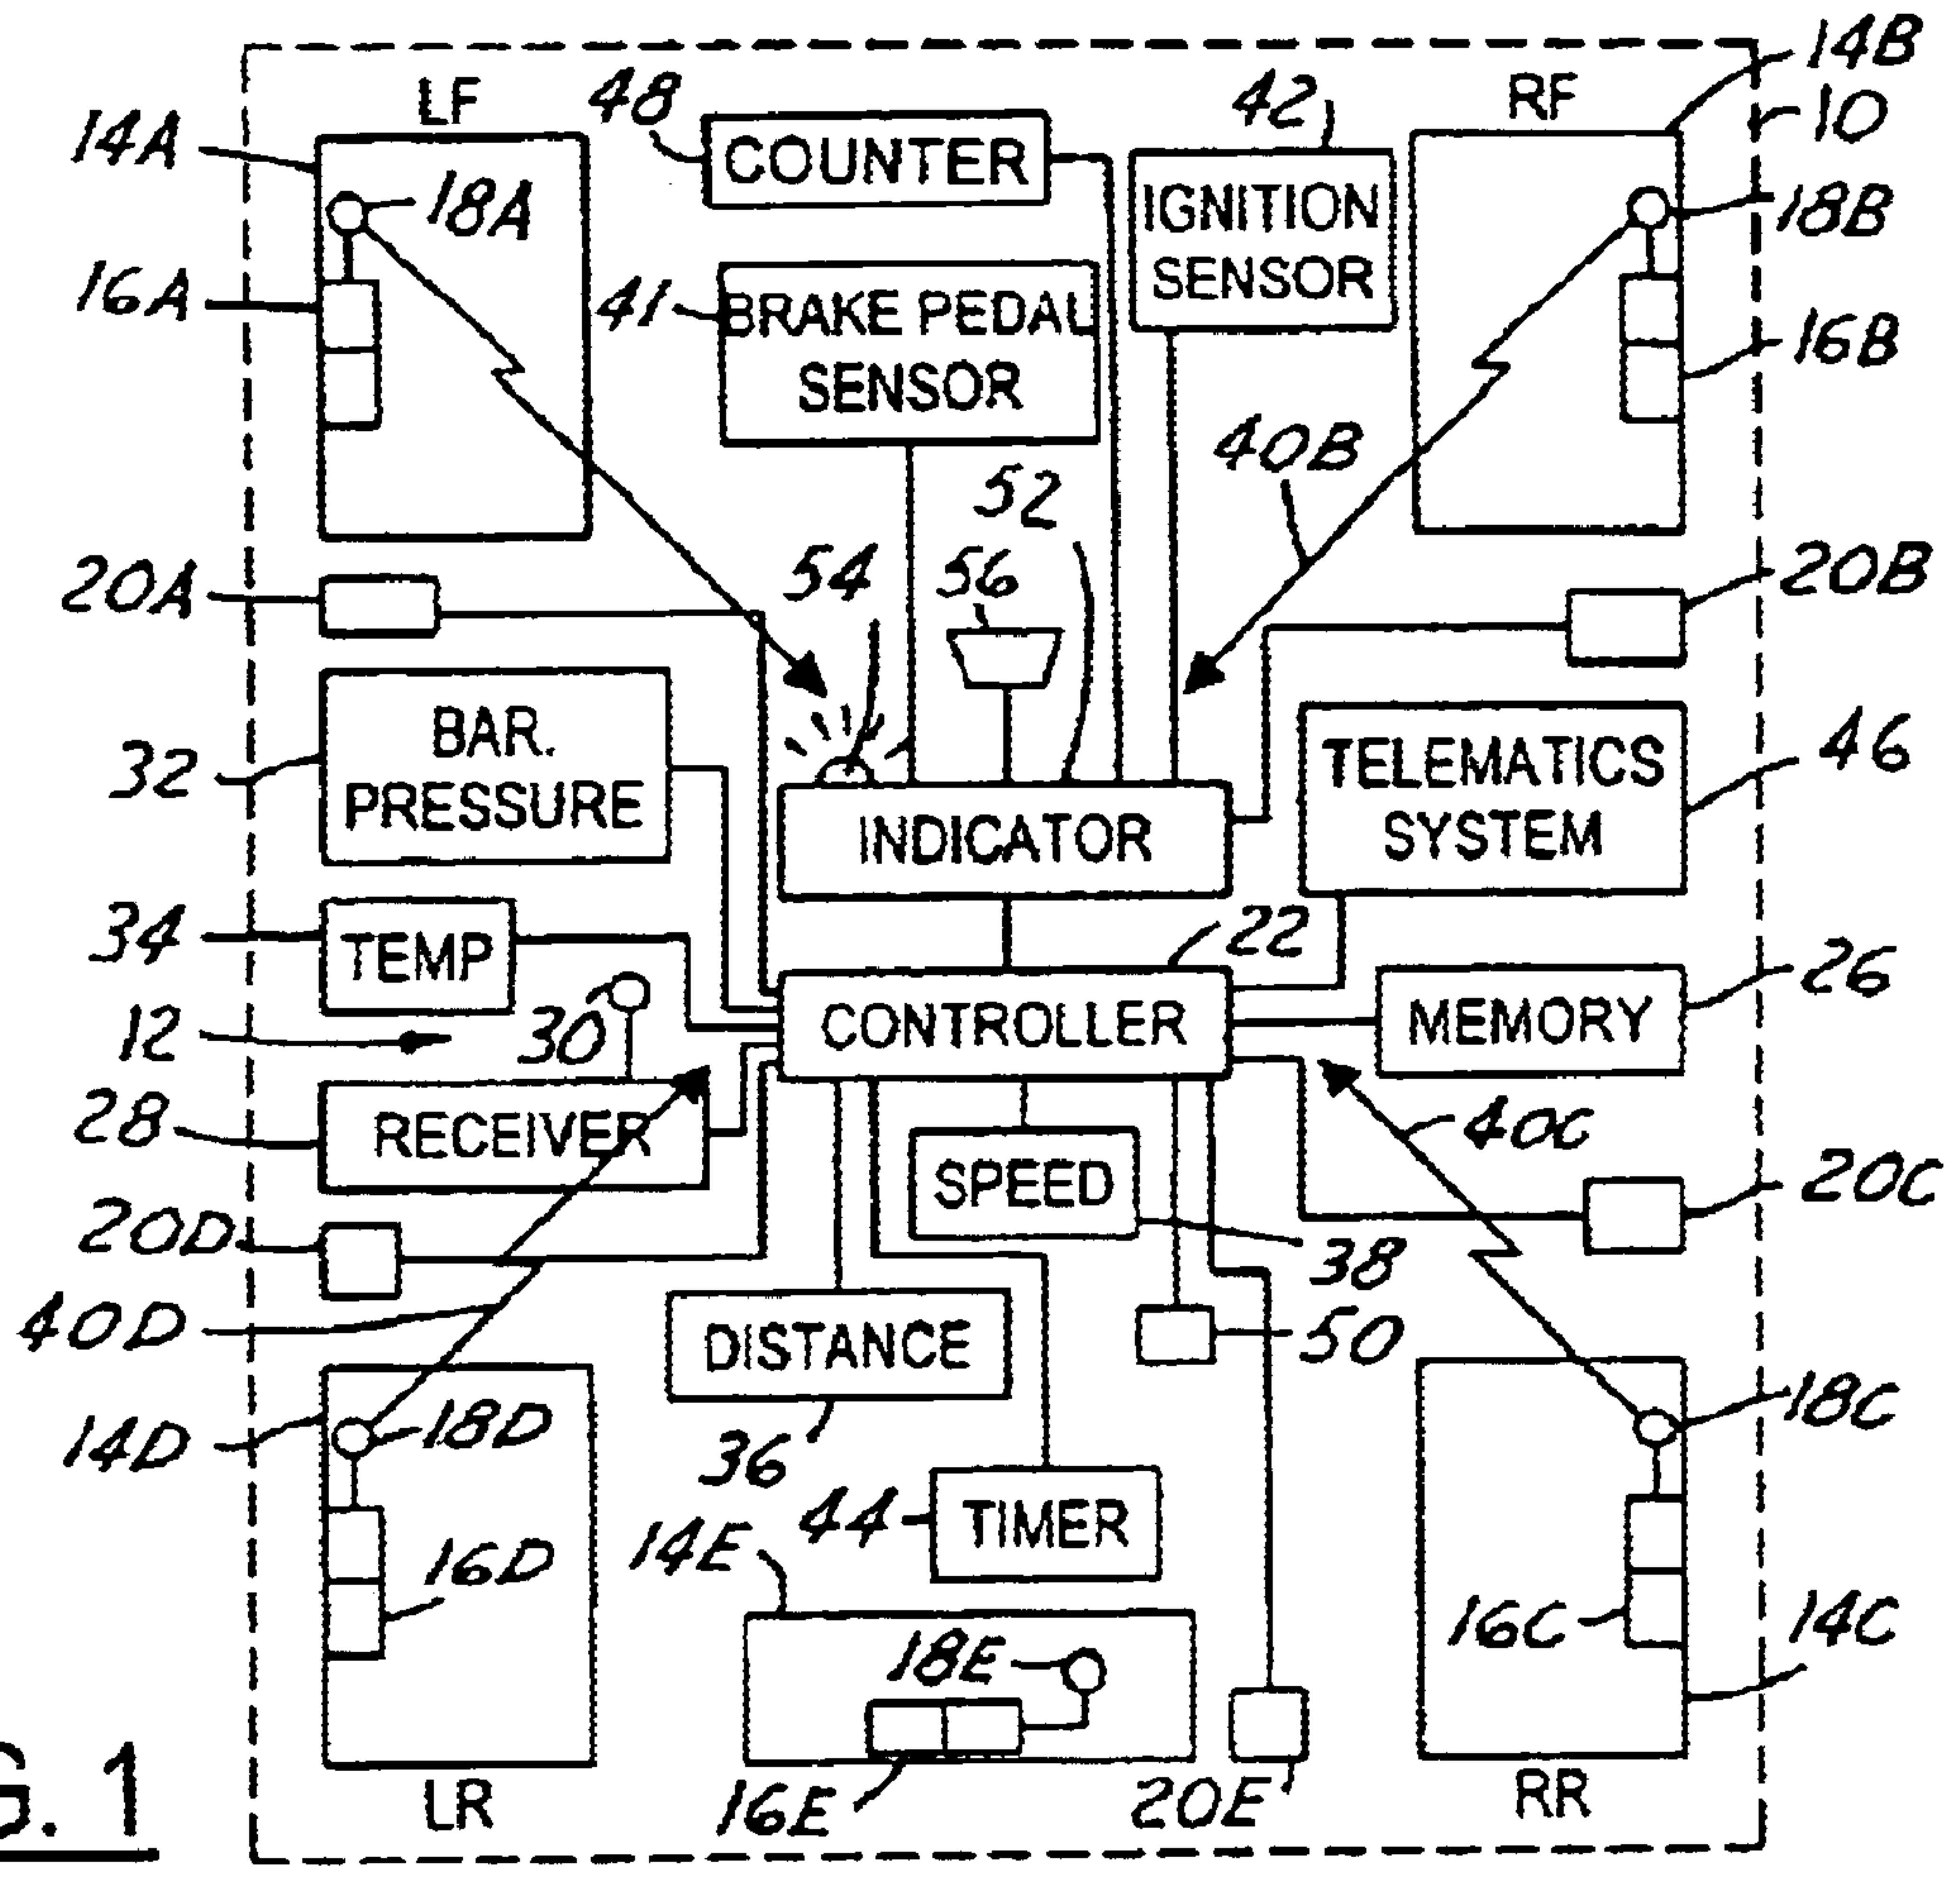 14B
LF
48
42
RF
10
14A
COUNTER
18A
IGNITION
SENSOR
18B
16A
41
BRAKE PEDAL
SENSOR
16B
40B
52
20A
54
56
20B
BAR.
PRESSURE
32
TELEMATICS
SYSTEM
46
INDICATOR
34
TEMP
22
26
12
30
CONTROLLER
MEMORY
28
RECEIVER
40C
SPEED
20C
20D
38
40D
DISTANCE
50
14D
18D
36
18C
44
TIMER
14E
16D
16C
14C
18E
G. 1
LR
16E
20E
RR